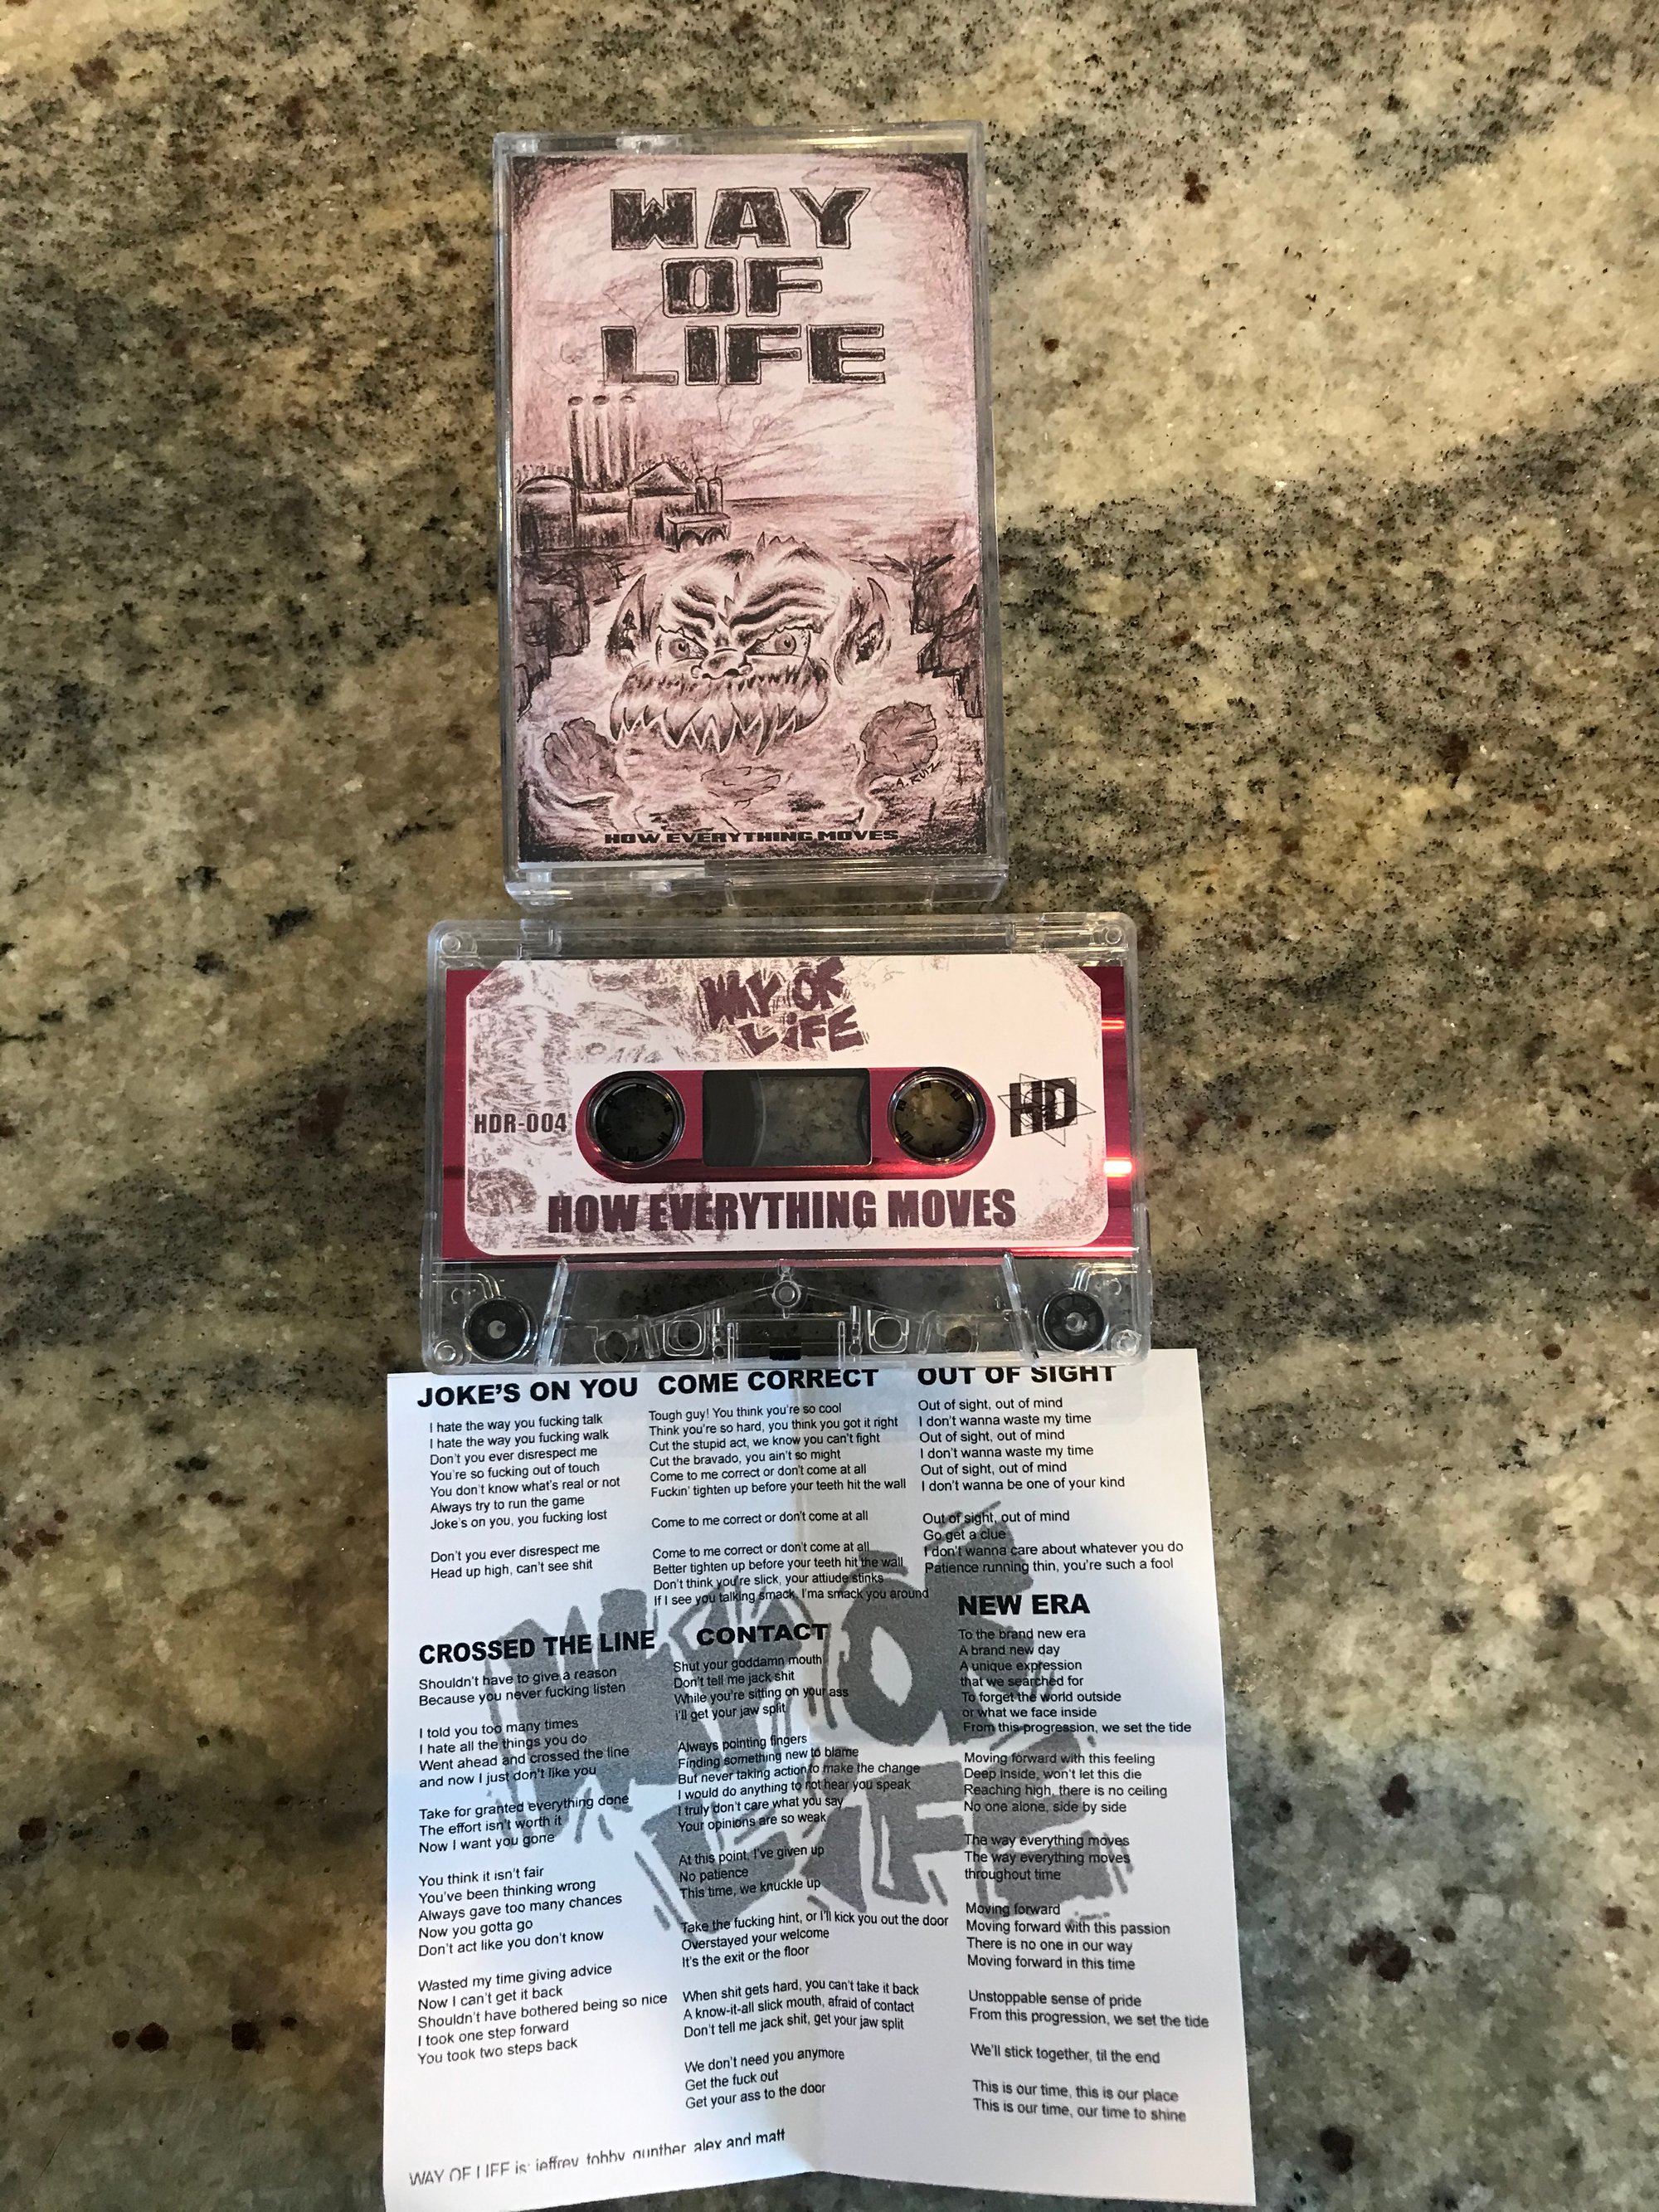 WAY
OF
LIFE
A. RUIZ
HOW EVERYTHING MOVES
WAY OF
LIFE
HDR-004
HD
HOW EVERYTHING MOVES
JOKE'S ON YOU
I hate the way you fucking talk
I hate the way you fucking walk
Don't you ever disrespect me
You're so fucking out of touch
You don't know what's real or not
Always try to run the game
Joke's on you, you fucking lost
Don't you ever disrespect me
Head up high, can't see shit
COME CORRECT
Tough guy! You think you're so cool
Think you're so hard, you think you got it right
Cut the stupid act, we know you can't fight
Cut the bravado, you ain't so might
Come to me correct or don't come at all
Fuckin' tighten up before your teeth hit the wall
Come to me correct or don't come at all
Come to me correct or don't come at all
Better tighten up before your teeth hit the wall
Don't think you're slick, your attiude stinks
If I see you talking smack, I'ma smack you around
OUT OF SIGHT
Out of sight, out of mind
I don't wanna waste my time
Out of sight, out of mind
I don't wanna waste my time
Out of sight, out of mind
I don't wanna be one of your kind
Out of sight, out of mind
Go get a clue
I don't wanna care about whatever you do
Patience running thin, you're such a fool
CROSSED THE LINE
Shouldn't have to give a reason
Because you never fucking listen
I told you too many times
I hate all the things you do
Went ahead and crossed the line
and now I just don't like you
Take for granted everything done
The effort isn't worth it
Now I want you gone
You think it isn't fair
You've been thinking wrong
Always gave too many chances
Now you gotta go
Don't act like you don't know
Wasted my time giving advice
Now I can't get it back
Shouldn't have bothered being so nice
I took one step forward
You took two steps back
CONTACT
Shut your goddamn mouth
Don't tell me jack shit
While you're sitting on your ass
i'll get your jaw split
Always pointing fingers
Finding something new to blame
But never taking action to make the change
I would do anything to not hear you speak
I truly don't care what you say
Your opinions are so weak
At this point, I've given up
No patience
This time, we knuckle up
Take the fucking hint, or I'll kick you out the door
Overstayed your welcome
It's the exit or the floor
When shit gets hard, you can't take it back
A know-it-all slick mouth, afraid of contact
Don't tell me jack shit, get your jaw split
We don't need you anymore
Get the fuck out
Get your ass to the door
NEW ERA
To the brand new era
A brand new day
A unique expression
that we searched for
To forget the world outside
or what we face inside
From this progression, we set the tide
Moving forward with this feeling
Deep Inside, won't let this die
Reaching high, there is no ceiling
No one alone, side by side
The way everything moves
The way everything moves
throughout time
Moving forward
Moving forward with this passion
There is no one in our way
Moving forward in this time
Unstoppable sense of pride
From this progression, we set the tide
We'll stick together, til the end
This is our time, this is our place
This is our time, our time to shine
WAY OF LIFE
WAY OF LIFE is: jeffrey, tobby, gunther, alex and matt